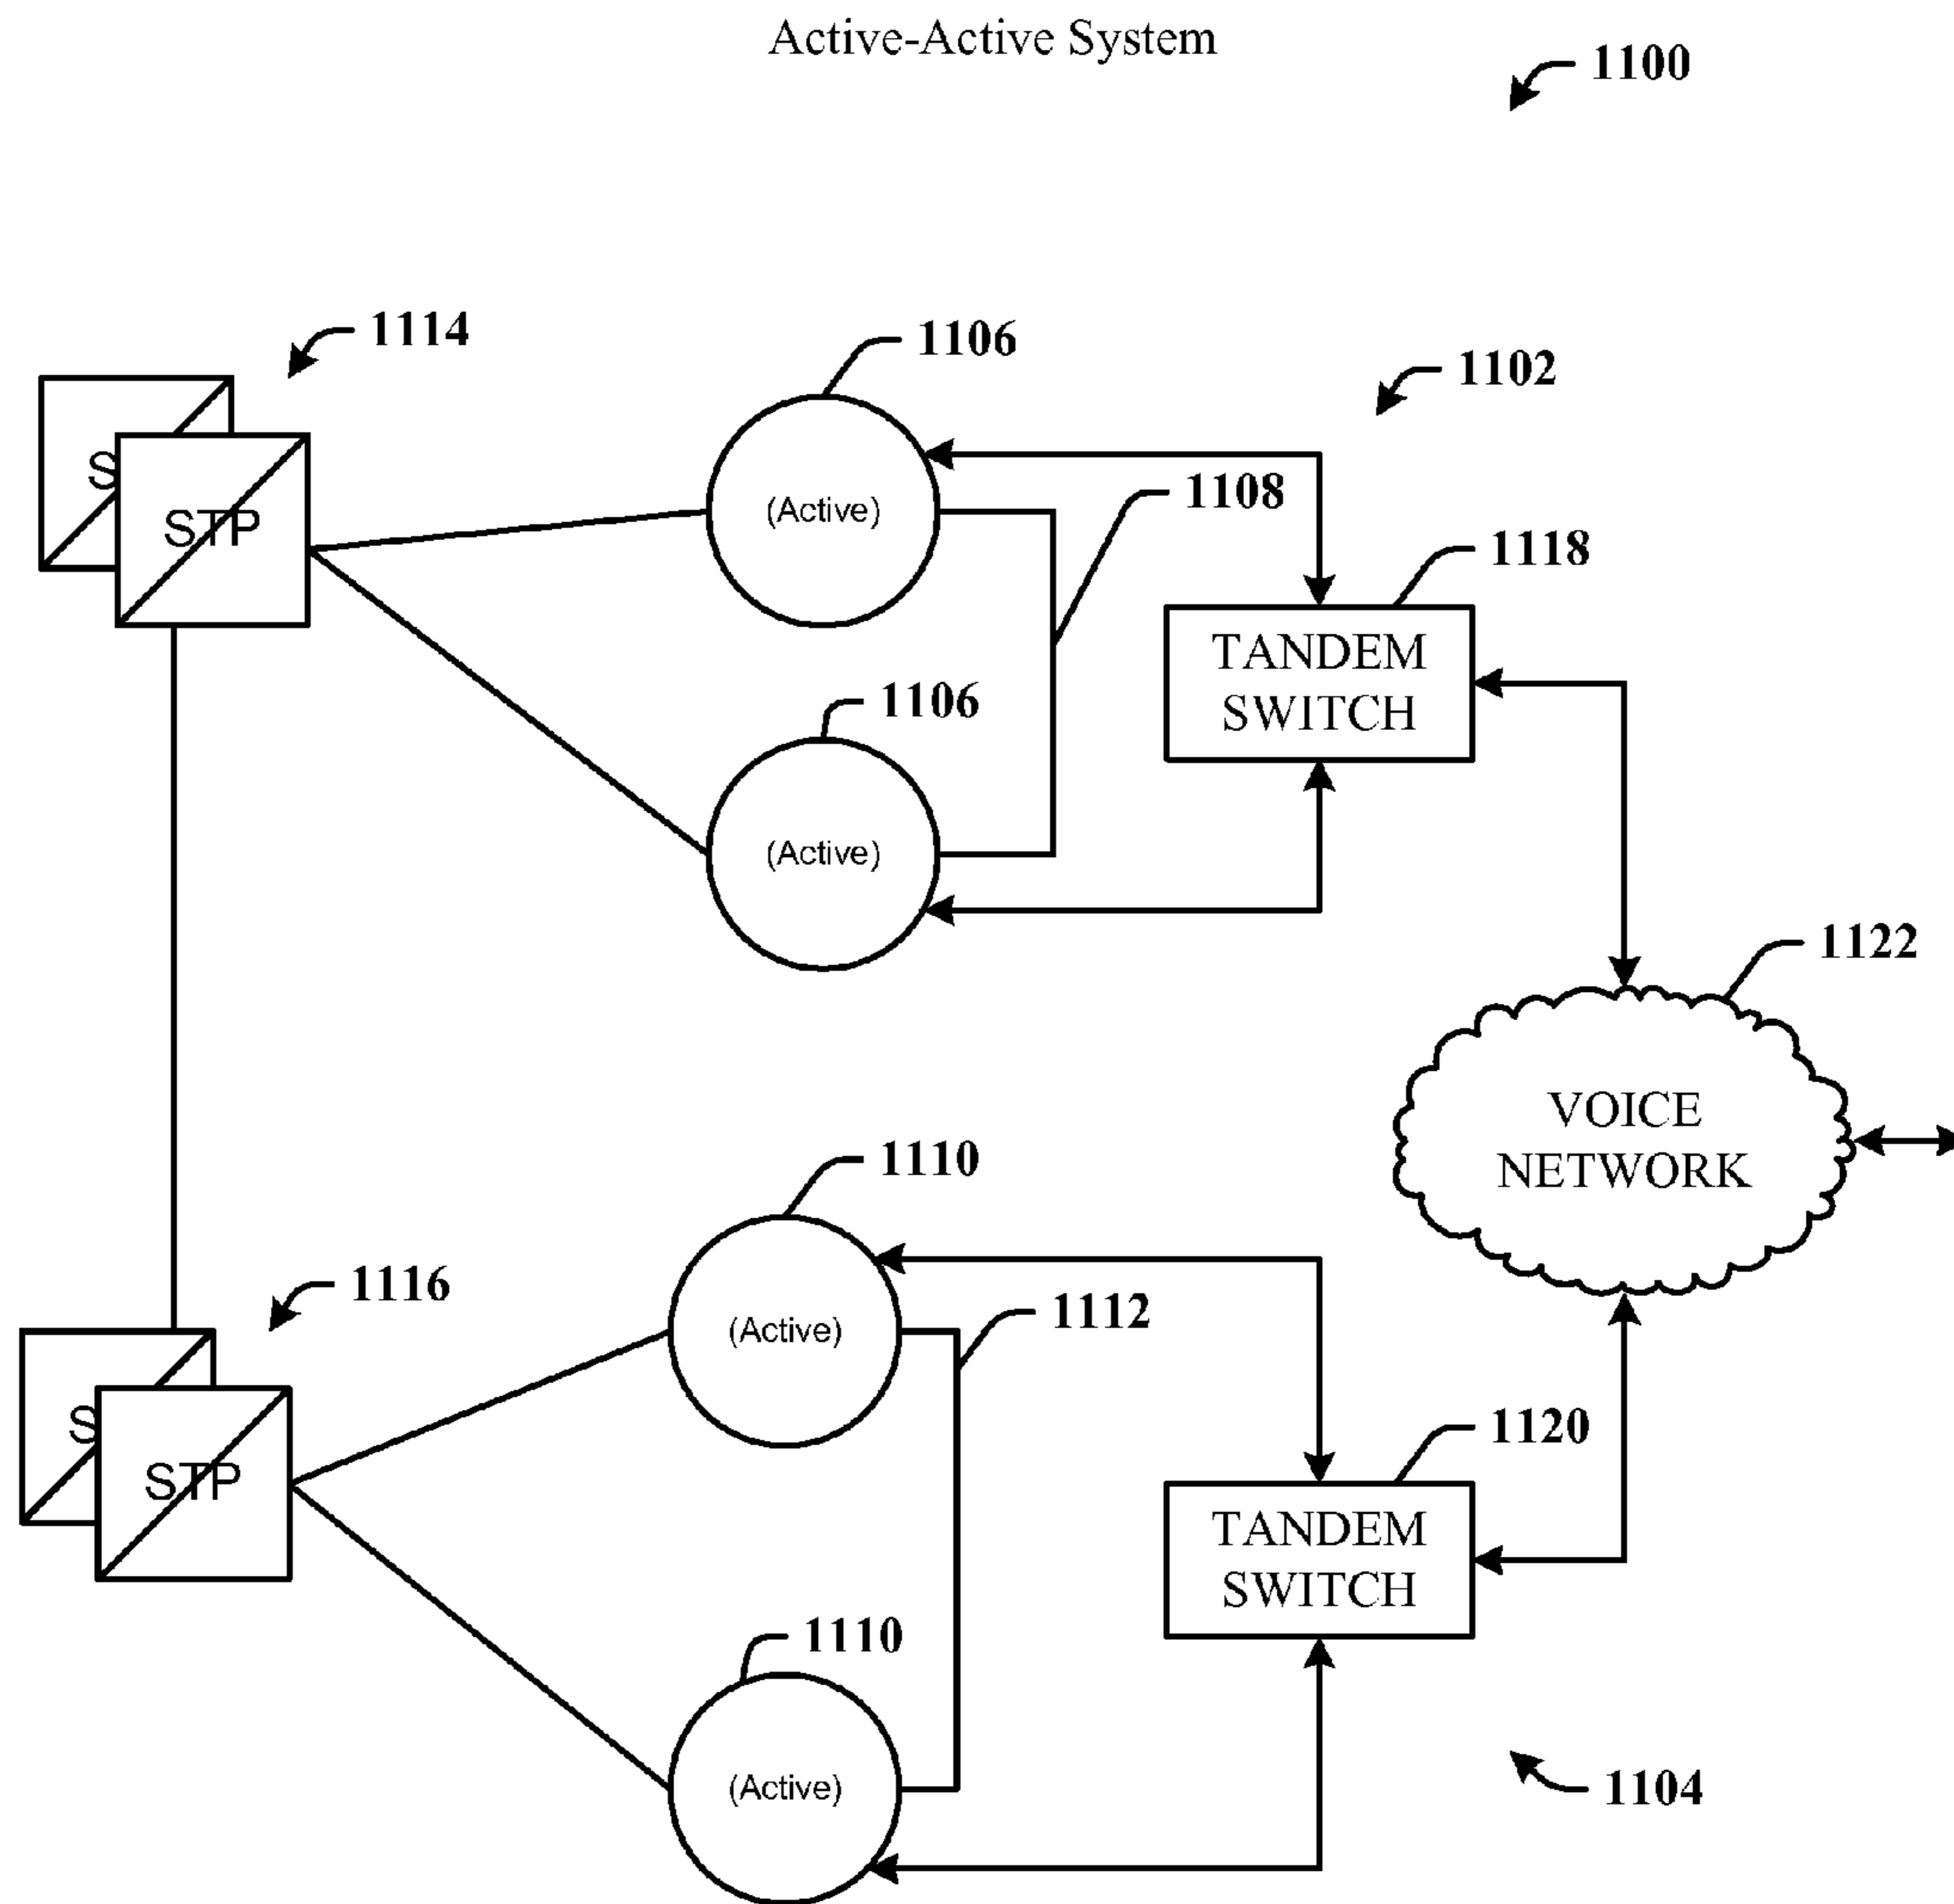 Active-Active System
1100
1114
1106
1102
S
STP
(Active)
1108
1118
TANDEM
SWITCH
1106
(Active)
1122
VOICE
NETWORK
1110
1116
(Active)
1112
S
STP
1120
TANDEM
SWITCH
1110
(Active)
1104